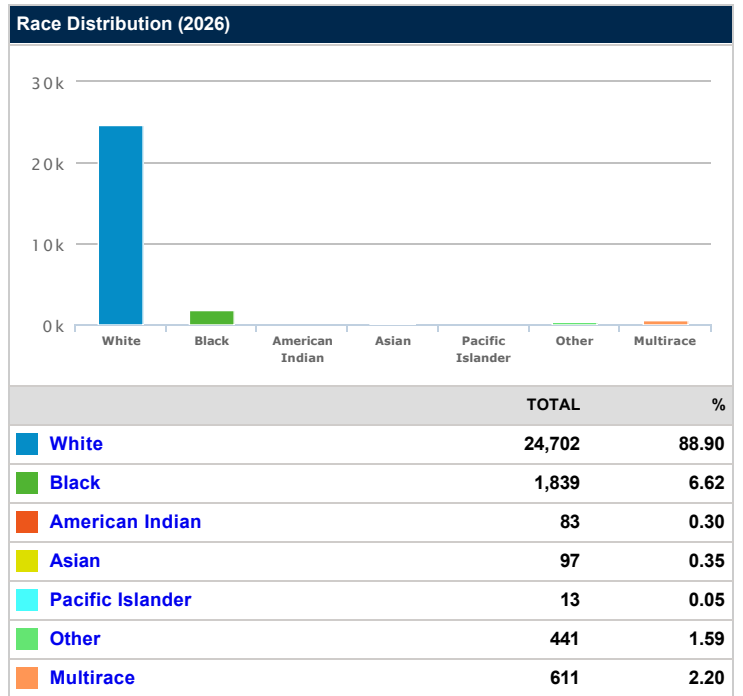 Race Distribution (2026)
30k
20k
10k
0k
White Black American Indian Asian Pacific Islander Other Multirace
TOTAL %
White 24,702 88.90
Black 1,839 6.62
American Indian 83 0.30
Asian 97 0.35
Pacific Islander 13 0.05
Other 441 1.59
Multirace 611 2.20